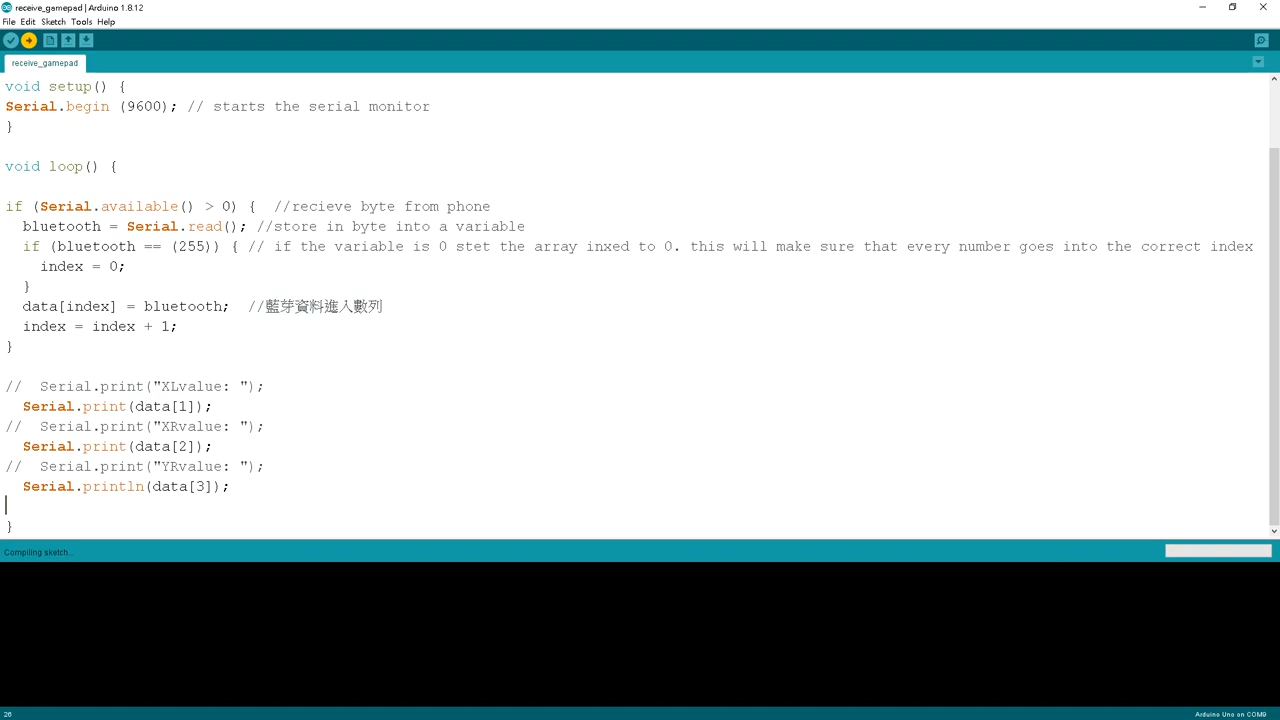 receive_gamepad | Arduino 1.8.12
File Edit Sketch Tools Help
receive_gamepad
void setup() {
Serial.begin (9600); // starts the serial monitor
}
void loop() {
if (Serial.available() > 0) {  //recieve byte from phone
  bluetooth = Serial.read(); //store in byte into a variable
  if (bluetooth == (255)) { // if the variable is 0 stet the array inxed to 0. this will make sure that every number goes into the correct index
    index = 0;
  }
  data[index] = bluetooth;  //藍芽資料進入數列
  index = index + 1;
}
//  Serial.print("XLvalue: ");
  Serial.print(data[1]);
//  Serial.print("XRvalue: ");
  Serial.print(data[2]);
//  Serial.print("YRvalue: ");
  Serial.println(data[3]);
}
Compiling sketch...
26
Arduino Uno on COM9